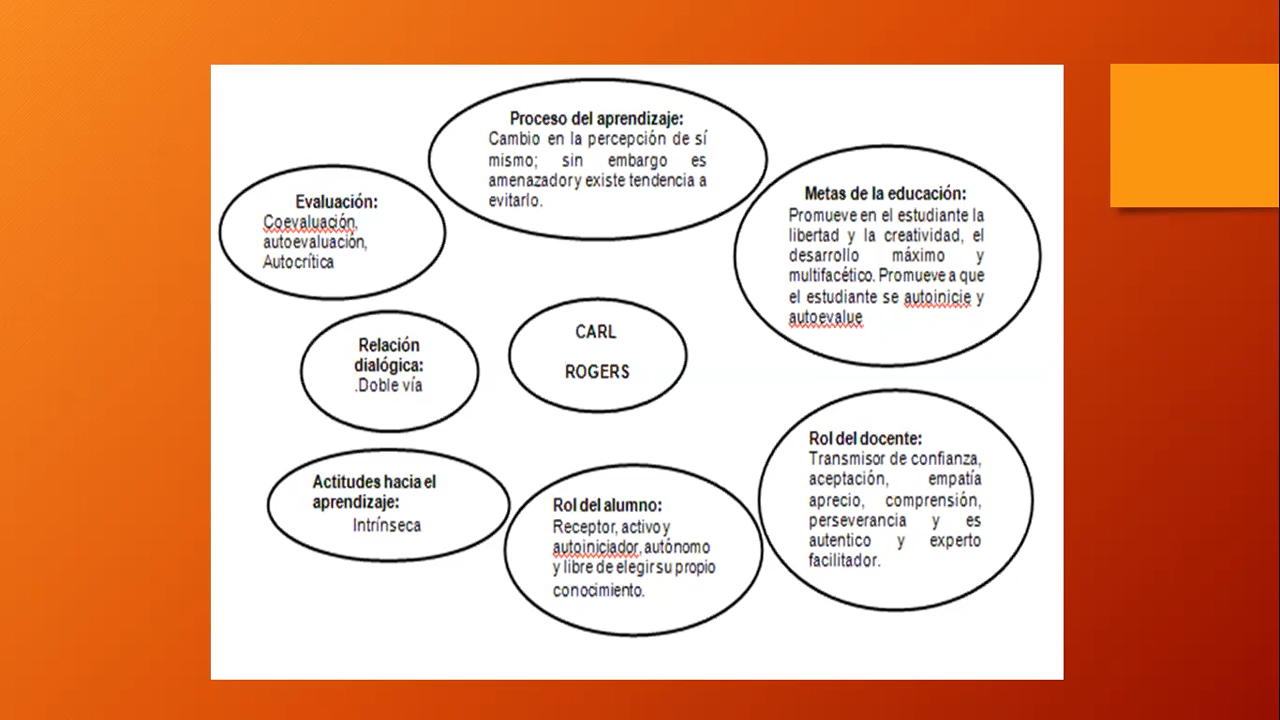 Proceso del aprendizaje:
Cambio en la percepción de sí
mismo; sin embargo es
amenazador y existe tendencia a
evitarlo.
Evaluación:
Coevaluación,
autoevaluación,
Autocrítica
Metas de la educación:
Promueve en el estudiante la
libertad y la creatividad, el
desarrollo máximo y
multifacético. Promueve a que
el estudiante se autoinicie y
autoevalue
Relación
dialógica:
.Doble vía
CARL
ROGERS
Actitudes hacia el
aprendizaje:
Intrínseca
Rol del alumno:
Receptor, activo y
autoiniciador, autónomo
y libre de elegir su propio
conocimiento.
Rol del docente:
Transmisor de confianza,
aceptación, empatía
aprecio, comprensión,
perseverancia y es
autentico y experto
facilitador.